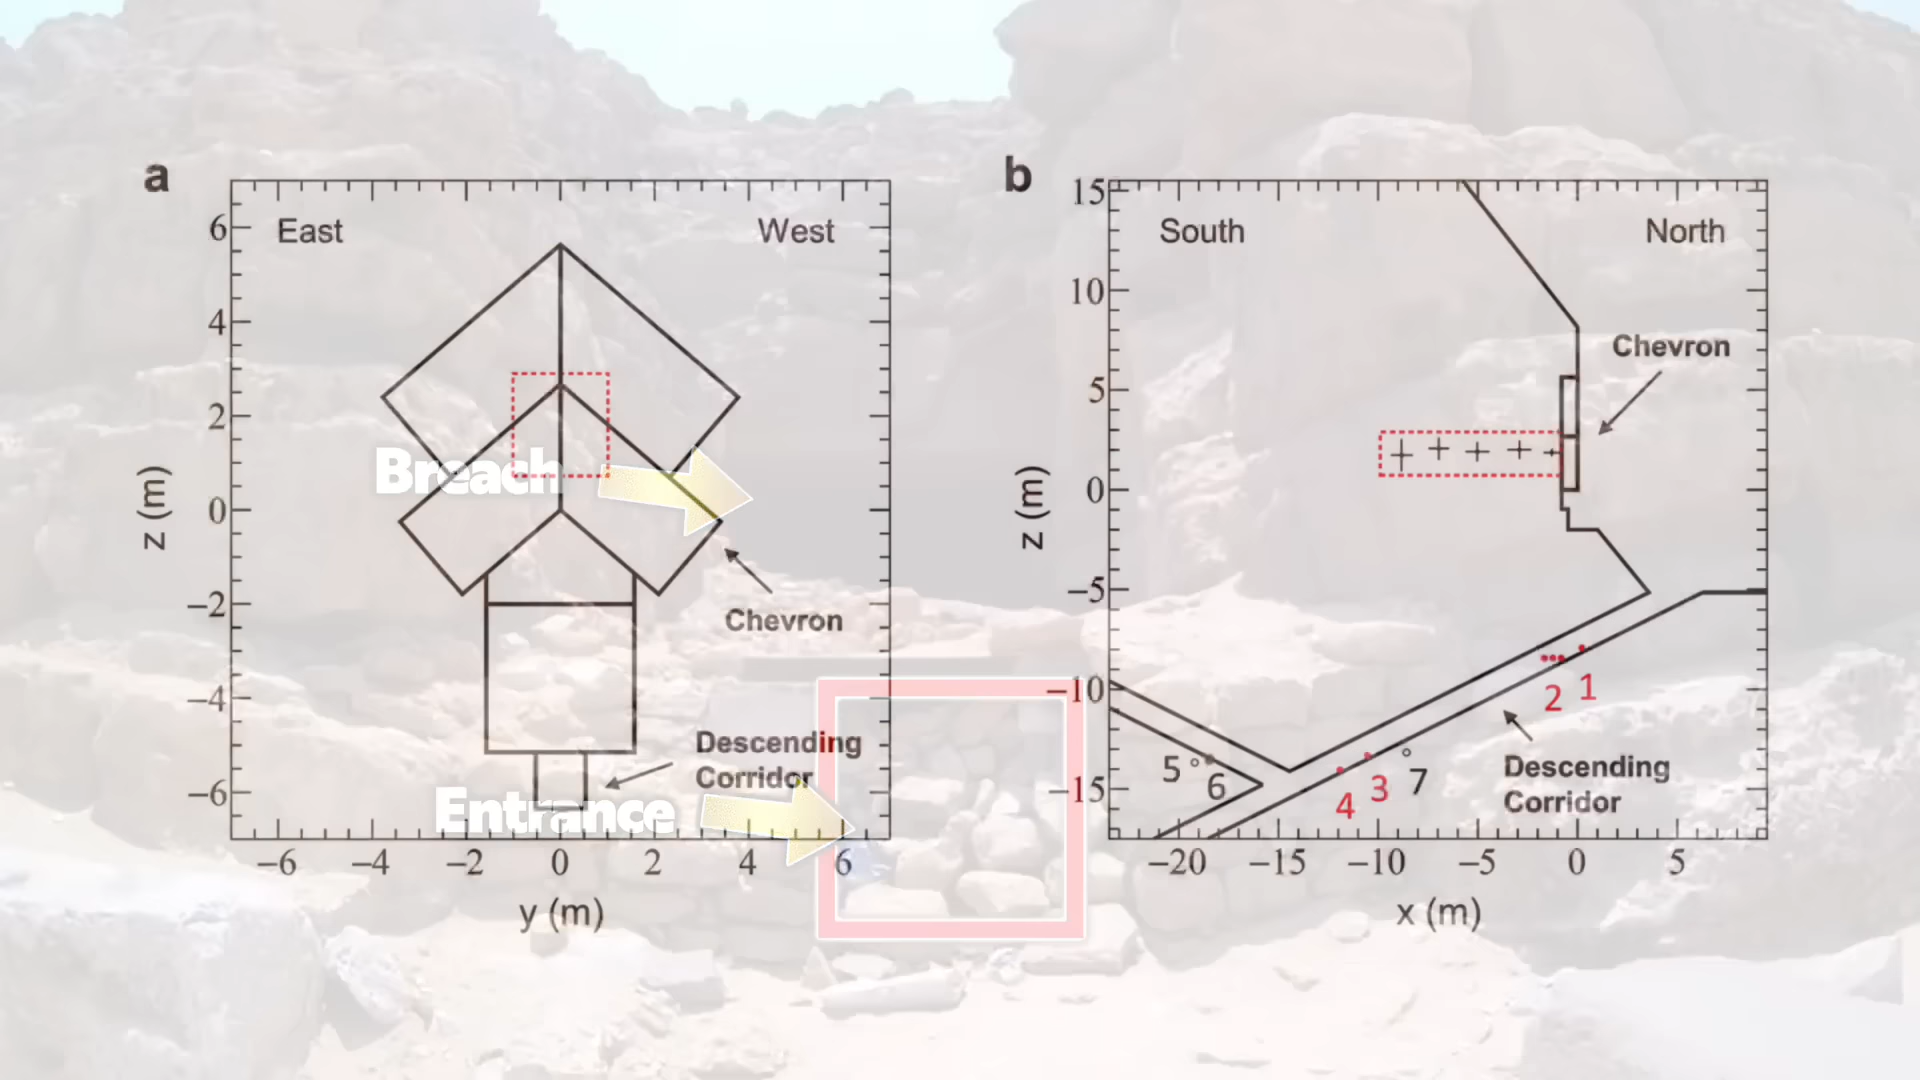 a
East
West
6
4
2
0
−2
−4
−6
z (m)
Breach
Chevron
Descending
Corridor
Entrance
−6
−4
−2
0
2
4
6
y (m)
b
South
North
15
10
5
0
−5
−10
−15
z (m)
Chevron
1
2
3
4
5
6
7
Descending
Corridor
−20
−15
−10
−5
0
5
x (m)